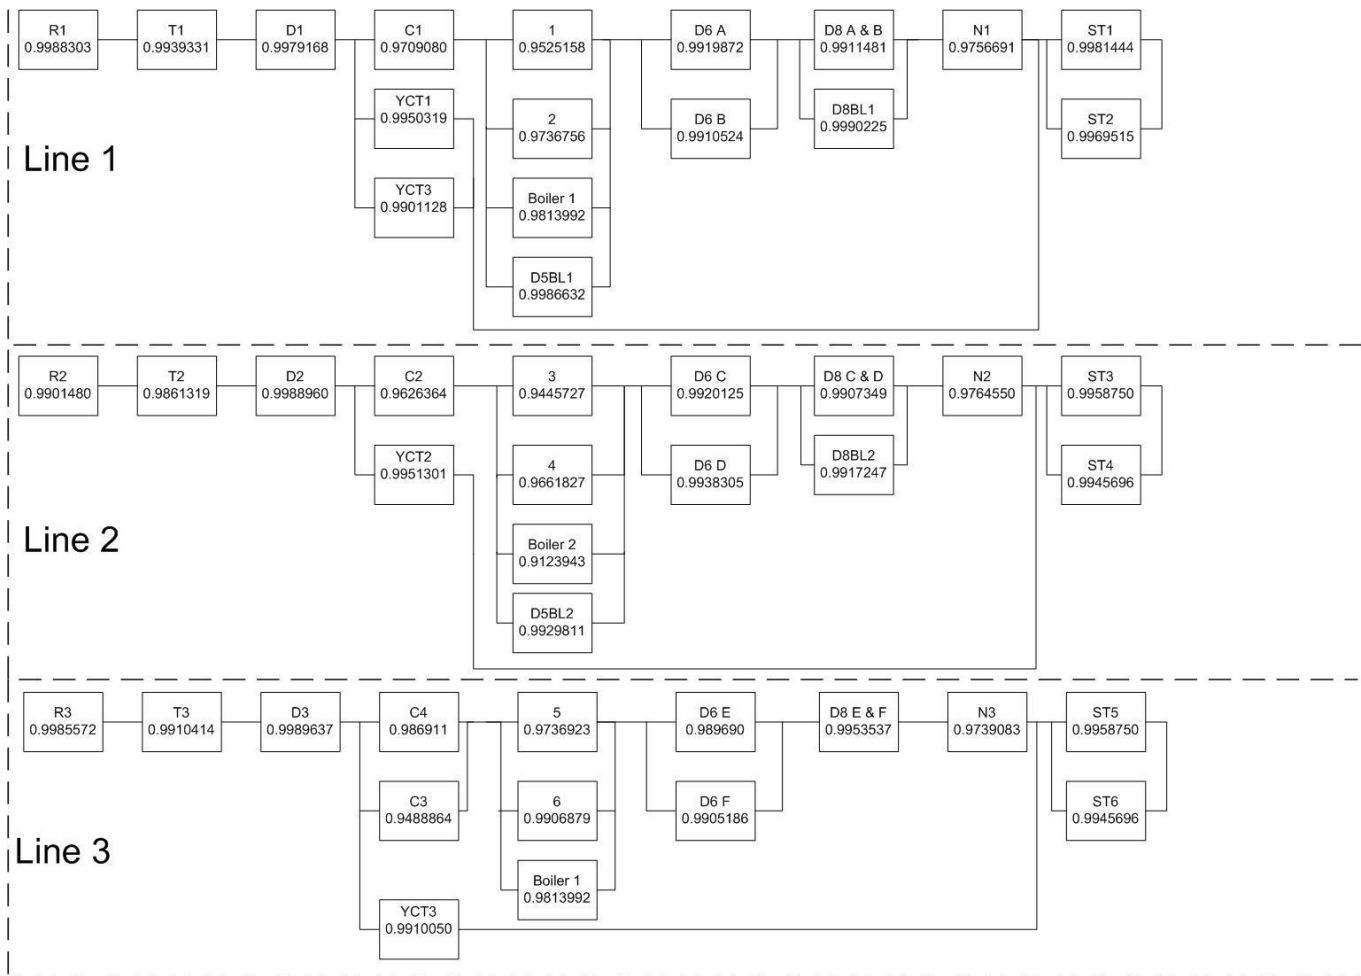 R1
0.9988303
T1
0.9939331
D1
0.9979168
C1
0.9709080
1
0.9525158
D6 A
0.9919872
D8 A & B
0.9911481
N1
0.9756691
ST1
0.9981444
YCT1
0.9950319
2
0.9736756
D6 B
0.9910524
D8BL1
0.9990225
ST2
0.9969515
Line 1
YCT3
0.9901128
Boiler 1
0.9813992
D5BL1
0.9986632
R2
0.9901480
T2
0.9861319
D2
0.9988960
C2
0.9626364
3
0.9445727
D6 C
0.9920125
D8 C & D
0.9907349
N2
0.9764550
ST3
0.9958750
YCT2
0.9951301
4
0.9661827
D6 D
0.9938305
D8BL2
0.9917247
ST4
0.9945696
Line 2
Boiler 2
0.9123943
D5BL2
0.9929811
R3
0.9985572
T3
0.9910414
D3
0.9989637
C4
0.986911
5
0.9736923
D6 E
0.989690
D8 E & F
0.9953537
N3
0.9739083
ST5
0.9958750
C3
0.9488864
6
0.9906879
D6 F
0.9905186
ST6
0.9945696
Line 3
Boiler 1
0.9813992
YCT3
0.9910050